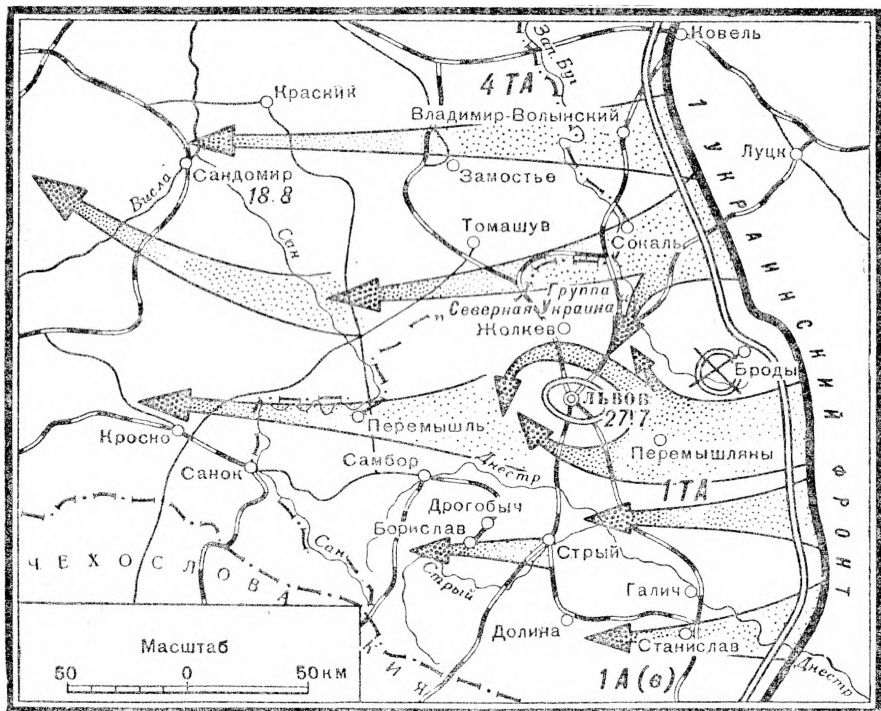 Ковель
Зап. Буг
4 ТА
Красник
Владимир-Волынский
Луцк
Сандомир
18.8
Замостье
Висла
Сан
Томашув
Сокаль
1 УКРАИНСКИЙ ФРОНТ
Группа
„Северная Украина
Жолкев
Броды
ЛЬВОВ
27.7
Перемышль
Кросно
Перемышляны
Санок
Самбор
Днестр
1 ТА
Дрогобыч
Борислав
Сан
Стрый
Стрый
ЧЕХОСЛОВАКИЯ
Галич
Долина
Станислав
Днестр
1А (в)
Масштаб
50 0 50 км